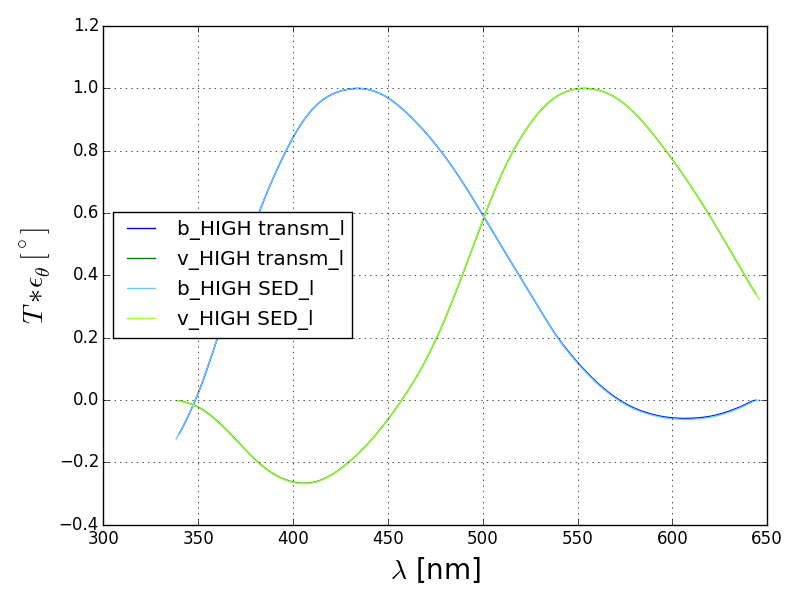 1.2
1.0
0.8
0.6
0.4
0.2
0.0
−0.2
−0.4
T∗ϵθ [°]
b_HIGH transm_l
v_HIGH transm_l
b_HIGH SED_l
v_HIGH SED_l
300 350 400 450 500 550 600 650
λ [nm]